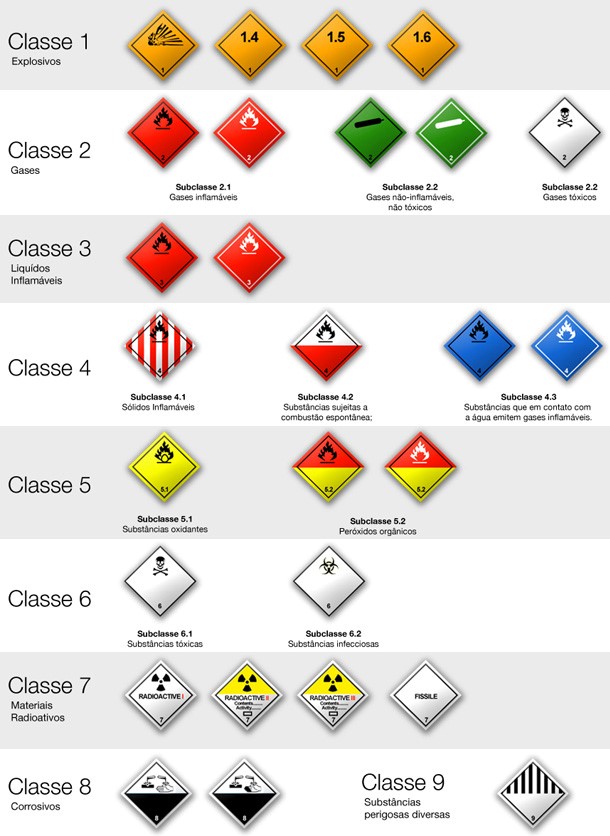 Classe 1
Explosivos
1
1.4
1
1.5
1
1.6
1
Classe 2
Gases
2
2
2
2
2
Subclasse 2.1
Gases inflamáveis
Subclasse 2.2
Gases não-inflamáveis,
não tóxicos
Subclasse 2.2
Gases tóxicos
Classe 3
Liquídos
Inflamáveis
3
3
Classe 4
4
4
4
4
Subclasse 4.1
Sólidos Inflamáveis
Subclasse 4.2
Substâncias sujeitas a
combustão espontânea;
Subclasse 4.3
Substâncias que em contato com
a água emitem gases inflamáveis.
Classe 5
5.1
5.2
5.2
Subclasse 5.1
Substâncias oxidantes
Subclasse 5.2
Peróxidos orgânicos
Classe 6
6
6
Subclasse 6.1
Substâncias tóxicas
Subclasse 6.2
Substâncias infecciosas
Classe 7
Materiais
Radioativos
RADIOACTIVE I
7
RADIOACTIVE II
Contents........
Activity........
7
RADIOACTIVE III
Contents........
Activity........
7
FISSILE
7
Classe 8
Corrosivos
8
8
Classe 9
Substâncias
perigosas diversas
9